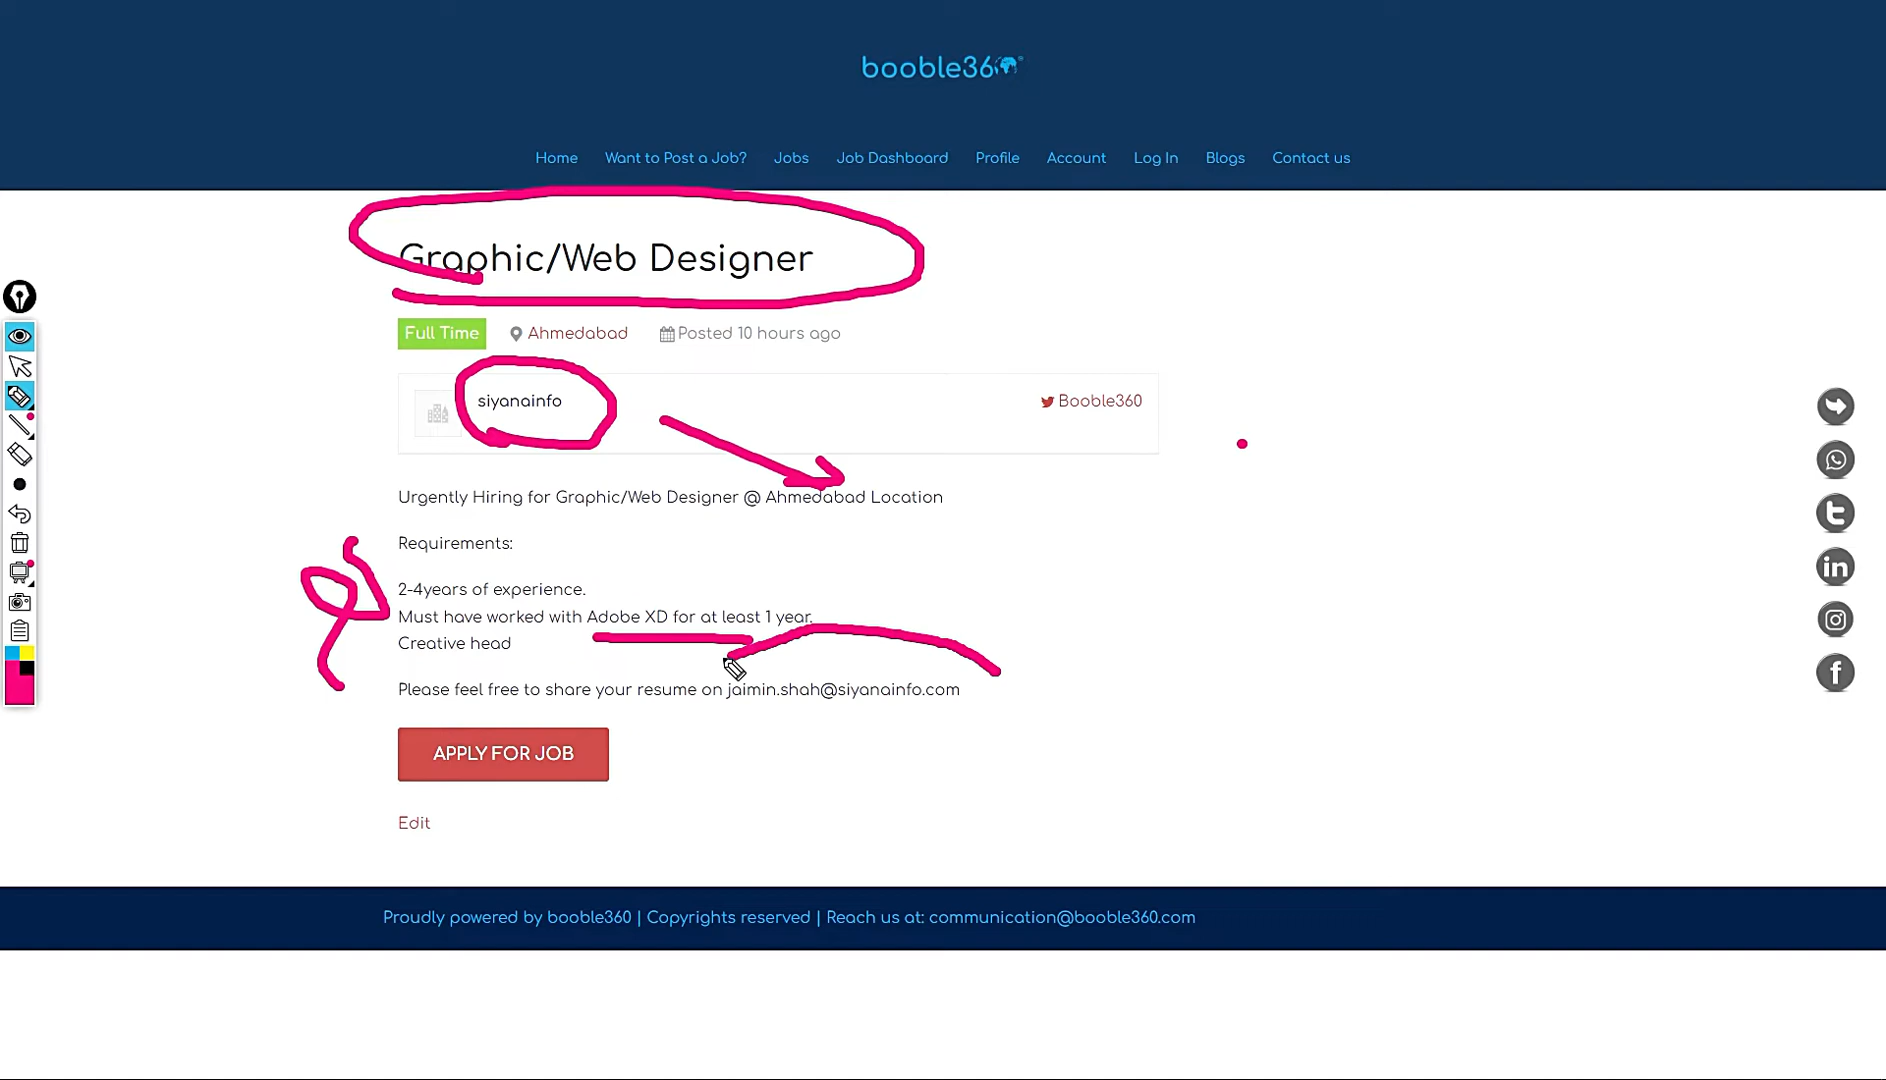 booble360
Home Want to Post a Job? Jobs Job Dashboard Profile Account Log In Blogs Contact us
Graphic/Web Designer
Full Time Ahmedabad Posted 10 hours ago
siyanainfo Booble360
Urgently Hiring for Graphic/Web Designer @ Ahmedabad Location
Requirements:
2-4years of experience.
Must have worked with Adobe XD for at least 1 year.
Creative head
Please feel free to share your resume on jaimin.shah@siyanainfo.com
APPLY FOR JOB
Edit
Proudly powered by booble360 | Copyrights reserved | Reach us at: communication@booble360.com